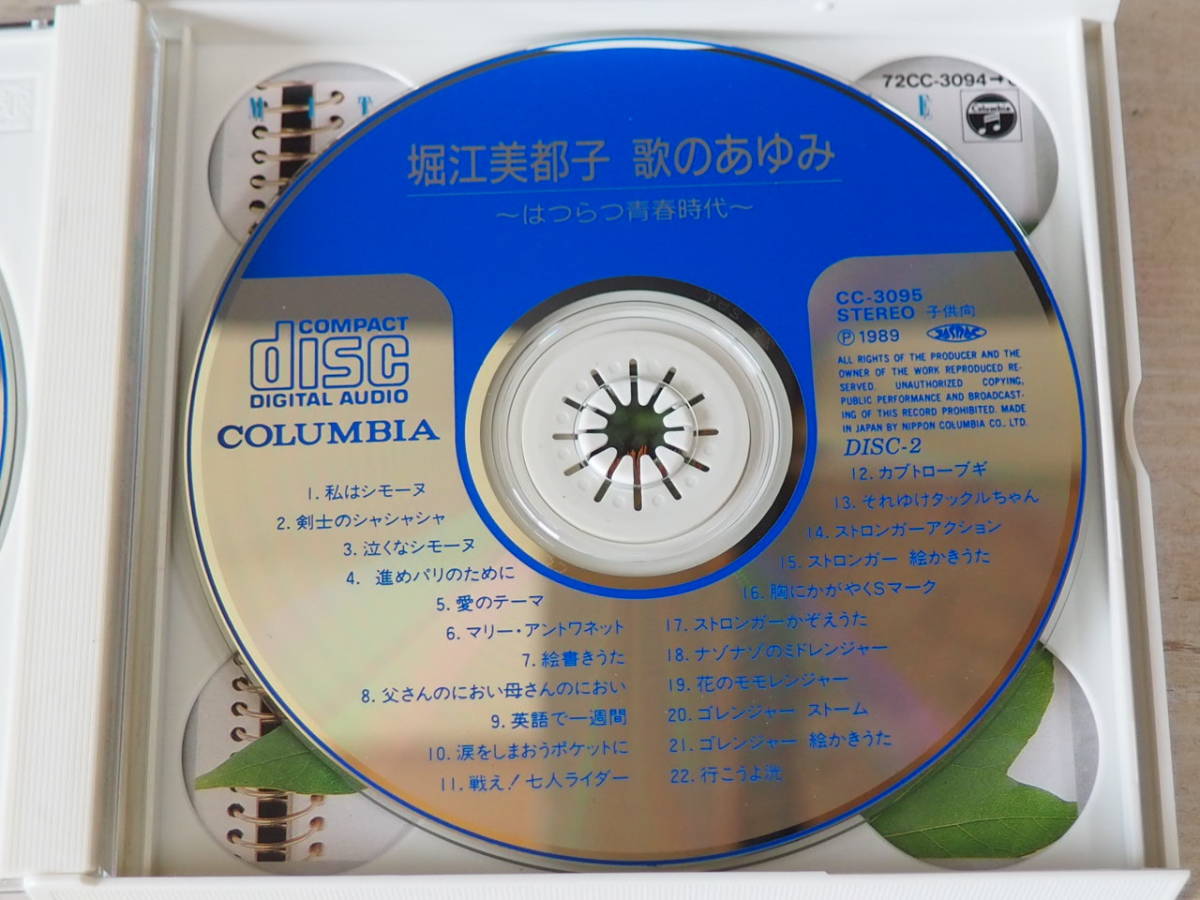 72CC-3094→
Columbia
堀江美都子 歌のあゆみ
～はつらつ青春時代～
COMPACT
disc
DIGITAL AUDIO
COLUMBIA
CC-3095
STEREO 子供向
Ⓟ1989 JASRAC
ALL RIGHTS OF THE PRODUCER AND THE
OWNER OF THE WORK REPRODUCED RE-
SERVED. UNAUTHORIZED COPYING,
PUBLIC PERFORMANCE AND BROADCAST-
ING OF THIS RECORD PROHIBITED. MADE
IN JAPAN BY NIPPON COLUMBIA CO., LTD.
DISC-2
1. 私はシモーヌ
2. 剣士のシャシャシャ
3. 泣くなシモーヌ
4. 進めパリのために
5. 愛のテーマ
6. マリー・アントワネット
7. 絵書きうた
8. 父さんのにおい母さんのにおい
9. 英語で一週間
10. 涙をしまおうポケットに
11. 戦え！七人ライダー
12. カブトローブギ
13. それゆけタックルちゃん
14. ストロンガーアクション
15. ストロンガー 絵かきうた
16. 胸にかがやくSマーク
17. ストロンガーかぞえうた
18. ナゾナゾのミドレンジャー
19. 花のモモレンジャー
20. ゴレンジャー ストーム
21. ゴレンジャー 絵かきうた
22. 行こうよ洸